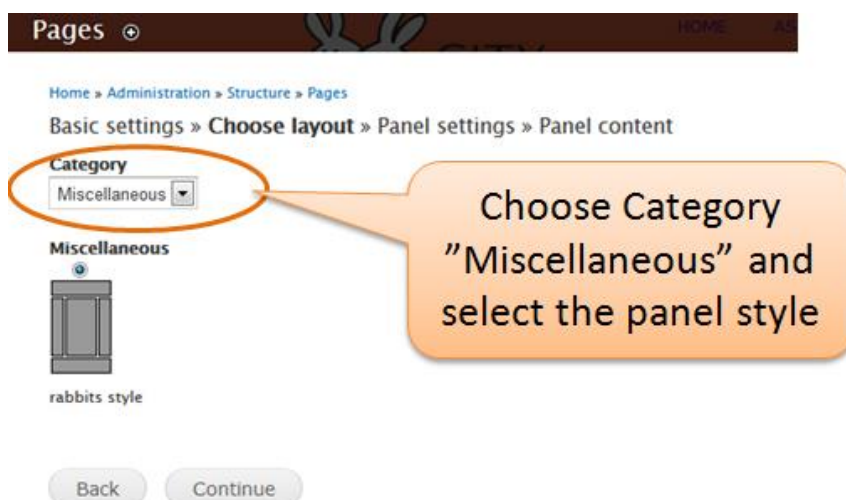 Pages
HOME AS
Home » Administration » Structure » Pages
Basic settings » Choose layout » Panel settings » Panel content
Category
Miscellaneous
Choose Category
”Miscellaneous” and
select the panel style
Miscellaneous
rabbits style
Back Continue